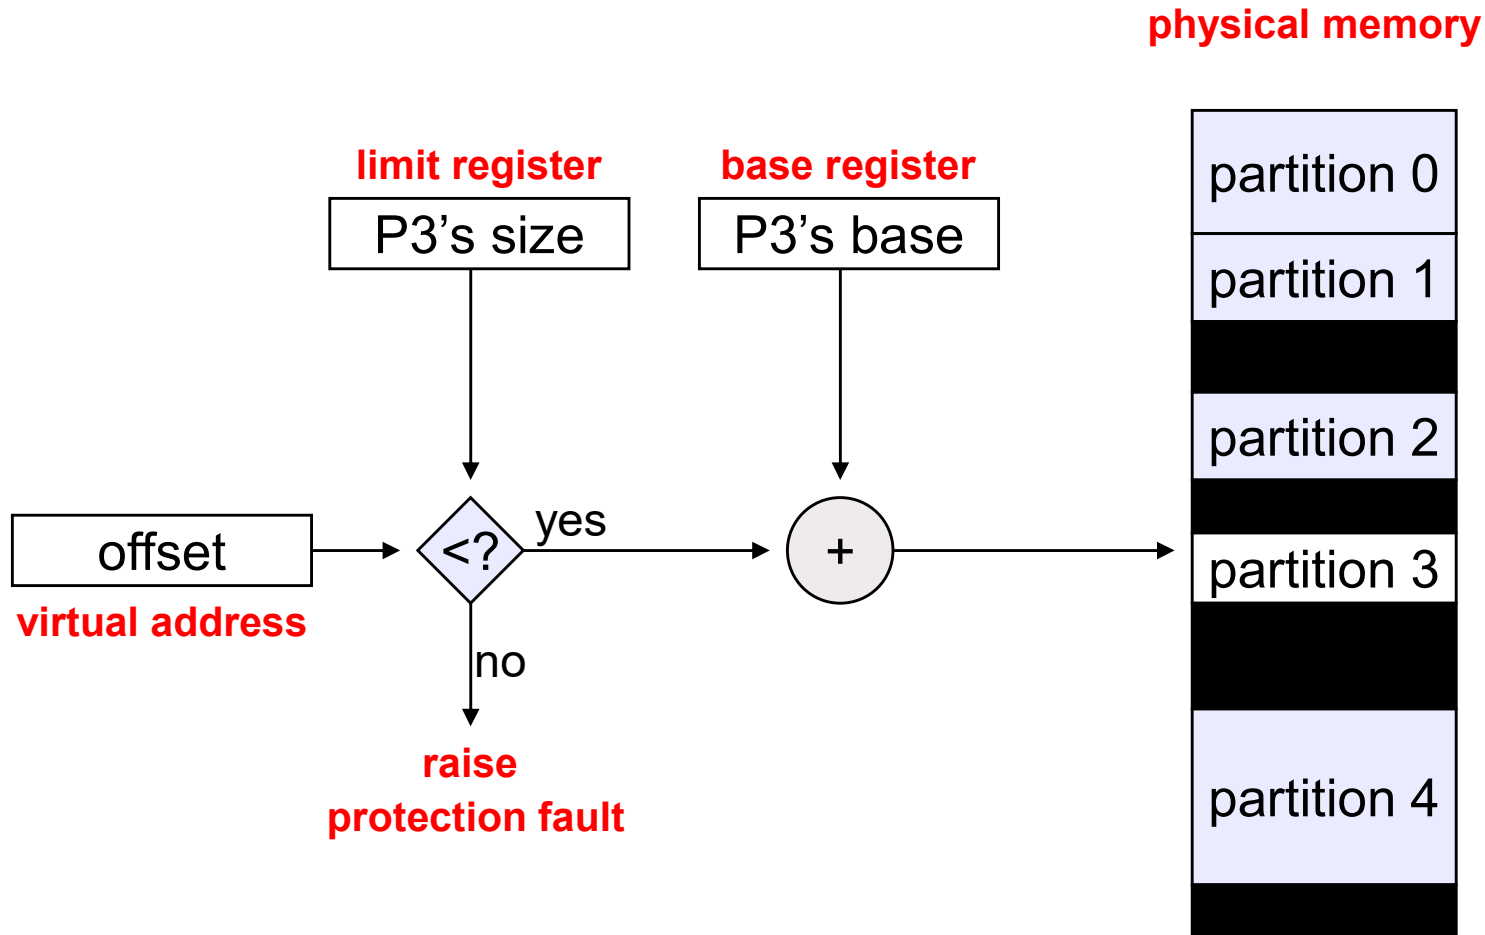 physical memory
limit register
base register
P3’s size
P3’s base
partition 0
partition 1
partition 2
offset
<?
yes
+
partition 3
virtual address
no
raise
protection fault
partition 4